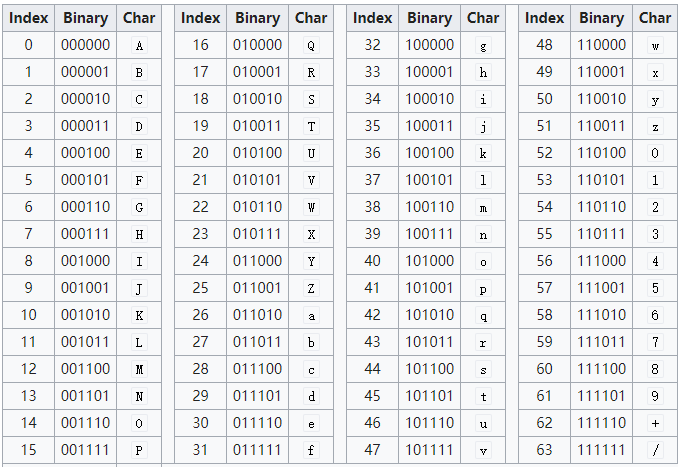 Index Binary Char Index Binary Char Index Binary Char Index Binary Char
0 000000 A 16 010000 Q 32 100000 g 48 110000 w
1 000001 B 17 010001 R 33 100001 h 49 110001 x
2 000010 C 18 010010 S 34 100010 i 50 110010 y
3 000011 D 19 010011 T 35 100011 j 51 110011 z
4 000100 E 20 010100 U 36 100100 k 52 110100 0
5 000101 F 21 010101 V 37 100101 l 53 110101 1
6 000110 G 22 010110 W 38 100110 m 54 110110 2
7 000111 H 23 010111 X 39 100111 n 55 110111 3
8 001000 I 24 011000 Y 40 101000 o 56 111000 4
9 001001 J 25 011001 Z 41 101001 p 57 111001 5
10 001010 K 26 011010 a 42 101010 q 58 111010 6
11 001011 L 27 011011 b 43 101011 r 59 111011 7
12 001100 M 28 011100 c 44 101100 s 60 111100 8
13 001101 N 29 011101 d 45 101101 t 61 111101 9
14 001110 O 30 011110 e 46 101110 u 62 111110 +
15 001111 P 31 011111 f 47 101111 v 63 111111 /